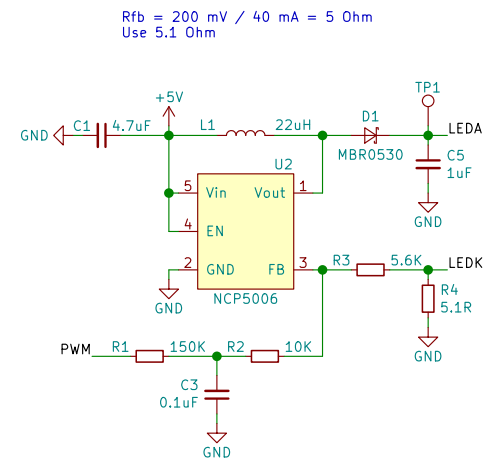 Rfb = 200 mV / 40 mA = 5 Ohm
Use 5.1 Ohm
TP1
+5V
GND
C1
4.7uF
L1
22uH
D1
LEDA
MBR0530
C5
1uF
U2
5
Vin
Vout
1
4
EN
GND
2
GND
FB
3
R3
5.6K
LEDK
R4
5.1R
NCP5006
GND
PWM
R1
150K
R2
10K
GND
C3
0.1uF
GND